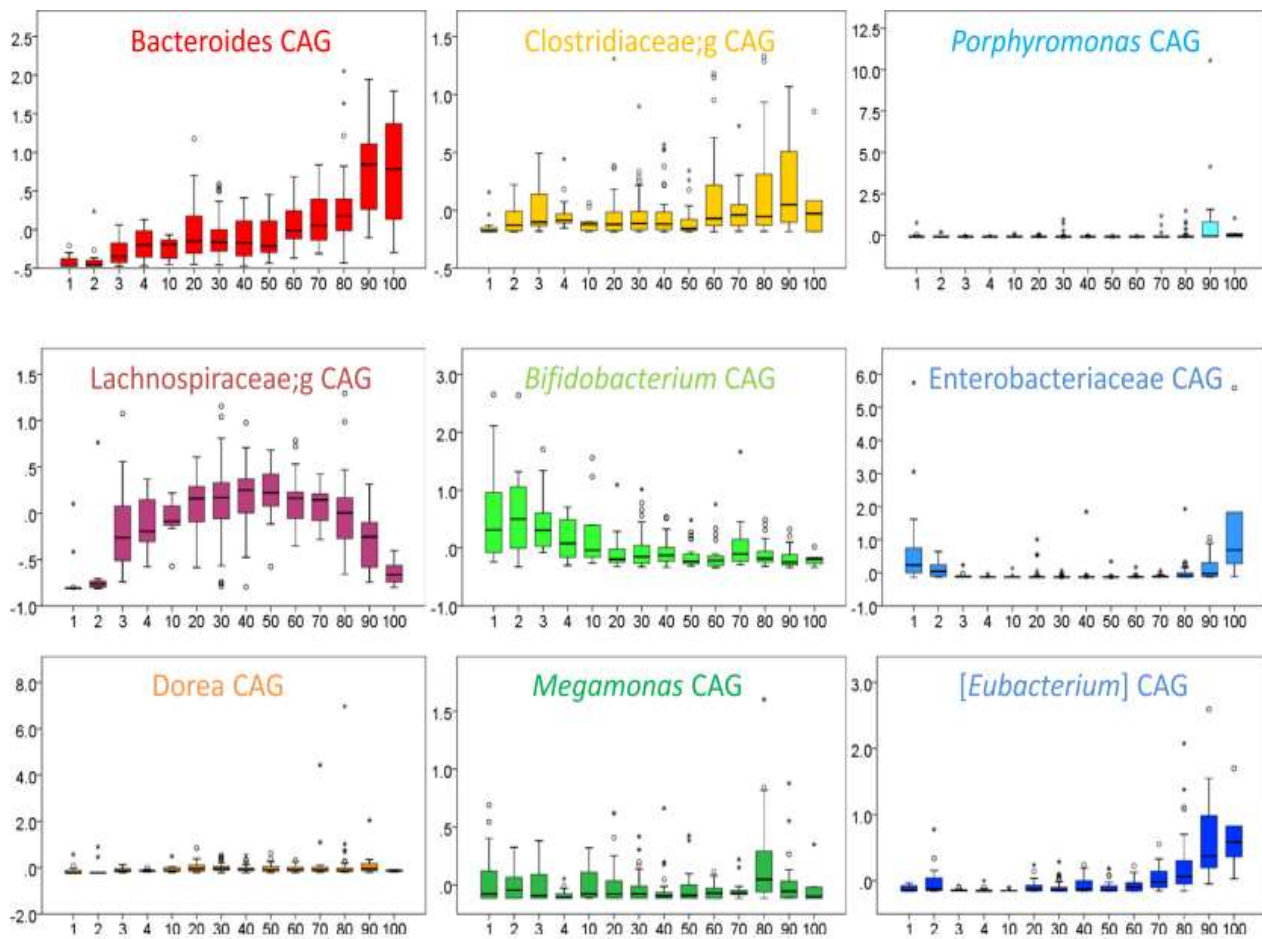 Bacteroides CAG
2.5
2.0
1.5
1.0
.5
.0
-.5
1 2 3 4 10 20 30 40 50 60 70 80 90 100
Clostridiaceae;g CAG
1.5
1.0
.5
.0
-.5
1 2 3 4 10 20 30 40 50 60 70 80 90 100
Porphyromonas CAG
12.5
10.0
7.5
5.0
2.5
.0
1 2 3 4 10 20 30 40 50 60 70 80 90 100
Lachnospiraceae;g CAG
1.5
1.0
.5
.0
-.5
-1.0
1 2 3 4 10 20 30 40 50 60 70 80 90 100
Bifidobacterium CAG
3.0
2.0
1.0
.0
-1.0
1 2 3 4 10 20 30 40 50 60 70 80 90 100
Enterobacteriaceae CAG
6.0
5.0
4.0
3.0
2.0
1.0
.0
-1.0
1 2 3 4 10 20 30 40 50 60 70 80 90 100
Dorea CAG
8.0
6.0
4.0
2.0
.0
-2.0
1 2 3 4 10 20 30 40 50 60 70 80 90 100
Megamonas CAG
1.5
1.0
.5
.0
1 2 3 4 10 20 30 40 50 60 70 80 90 100
[Eubacterium] CAG
3.0
2.0
1.0
.0
1 2 3 4 10 20 30 40 50 60 70 80 90 100